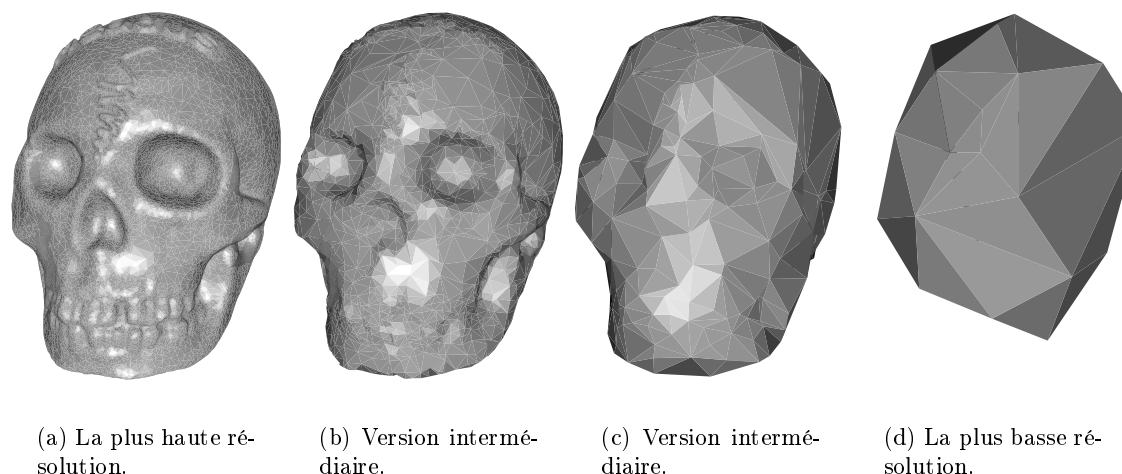 (a) La plus haute ré-
solution.
(b) Version intermé-
diaire.
(c) Version intermé-
diaire.
(d) La plus basse ré-
solution.